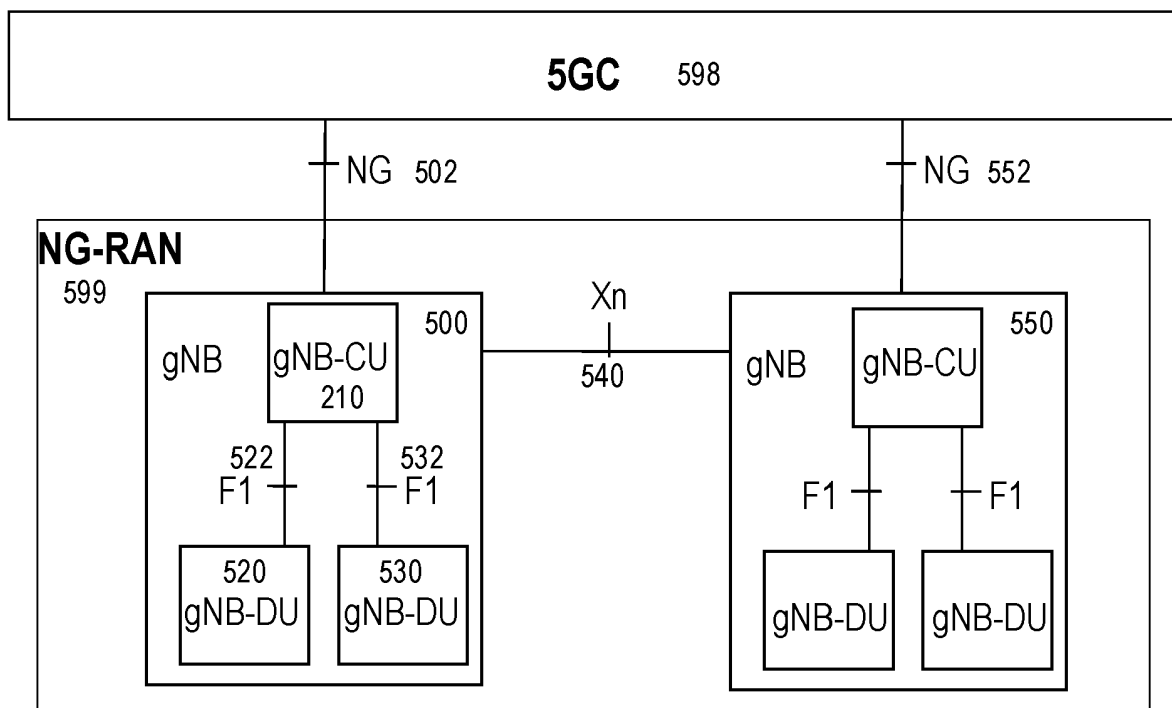 5GC 598
NG 502
NG 552
NG-RAN
599
Xn
540
gNB
500
gNB-CU
210
522
F1
532
F1
520
gNB-DU
530
gNB-DU
gNB
550
gNB-CU
F1
F1
gNB-DU
gNB-DU